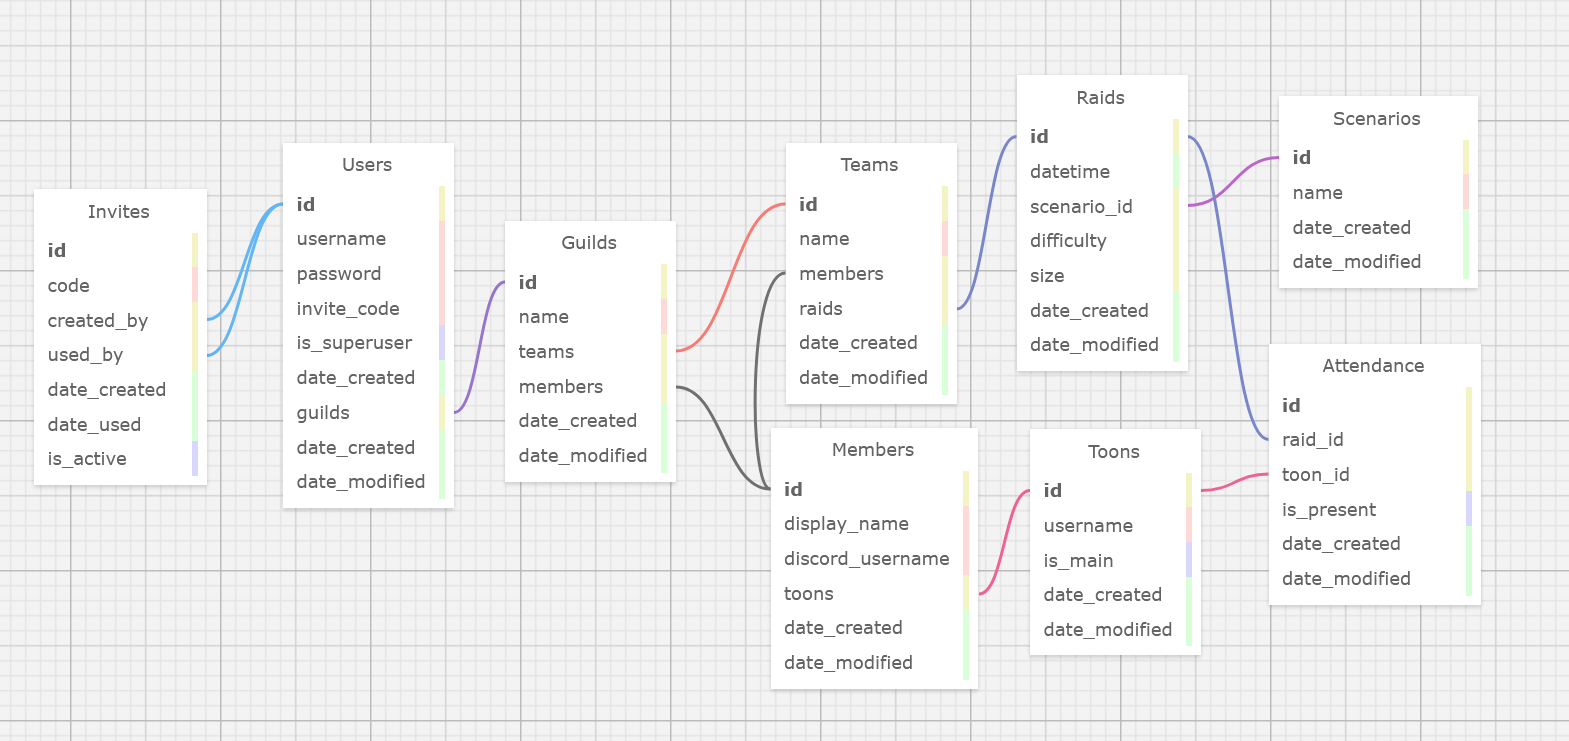 Invites
id
code
created_by
used_by
date_created
date_used
is_active
Users
id
username
password
invite_code
is_superuser
date_created
guilds
date_created
date_modified
Guilds
id
name
teams
members
date_created
date_modified
Teams
id
name
members
raids
date_created
date_modified
Members
id
display_name
discord_username
toons
date_created
date_modified
Raids
id
datetime
scenario_id
difficulty
size
date_created
date_modified
Toons
id
username
is_main
date_created
date_modified
Scenarios
id
name
date_created
date_modified
Attendance
id
raid_id
toon_id
is_present
date_created
date_modified